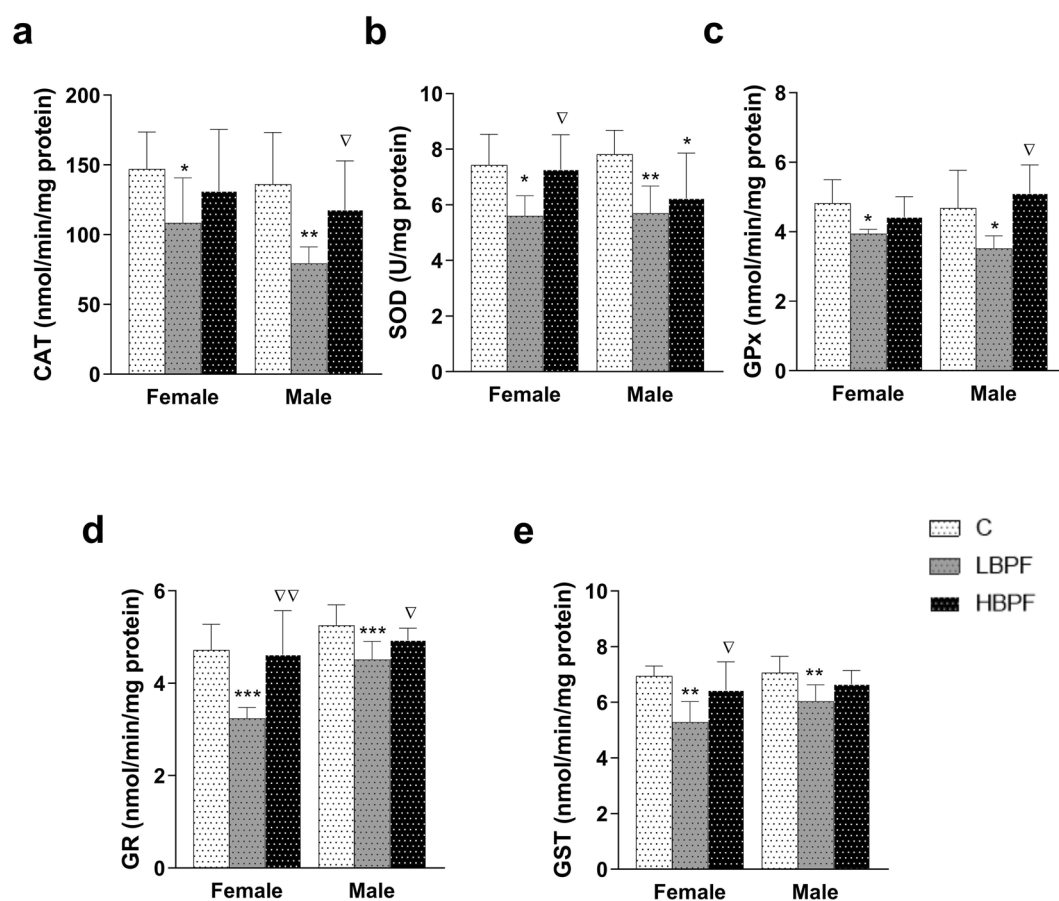 a
CAT (nmol/min/mg protein)
200
150
100
50
0
*
**
∇
Female Male
b
SOD (U/mg protein)
10
8
6
4
2
0
*
∇
**
*
Female Male
c
GPx (nmol/min/mg protein)
8
6
4
2
0
*
*
∇
Female Male
d
GR (nmol/min/mg protein)
6
4
2
0
***
∇∇
***
∇
Female Male
e
GST (nmol/min/mg protein)
10
8
6
4
2
0
**
∇
**
Female Male
C
LBPF
HBPF